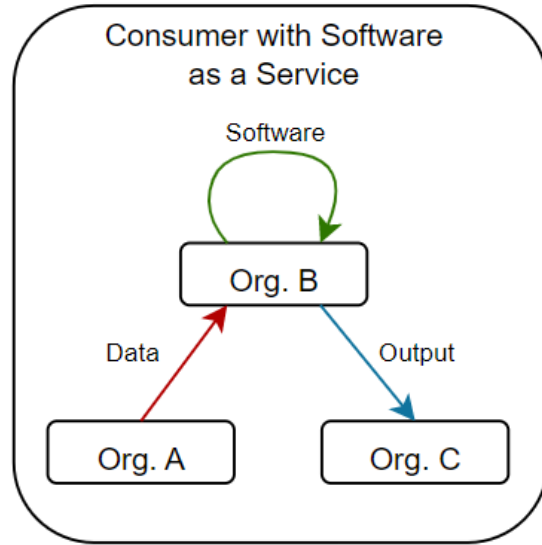 Consumer with Software
as a Service
Software
Org. B
Data
Output
Org. A
Org. C